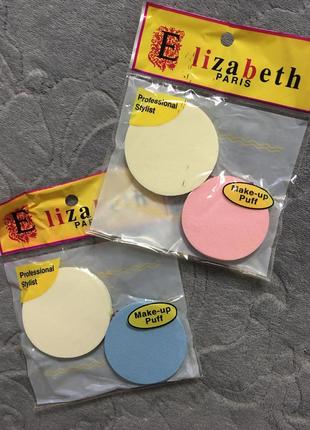 Elizabeth
PARIS
Professional
Stylist
Make-up
Puff
Elizabeth
PARIS
Professional
Stylist
Make-up
Puff